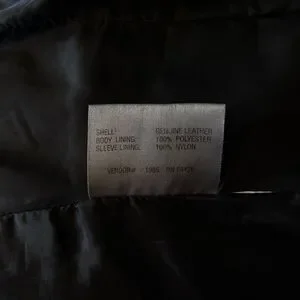 SHELL: GENUINE LEATHER
BODY LINING: 100% POLYESTER
SLEEVE LINING: 100% NYLON
VENDOR#